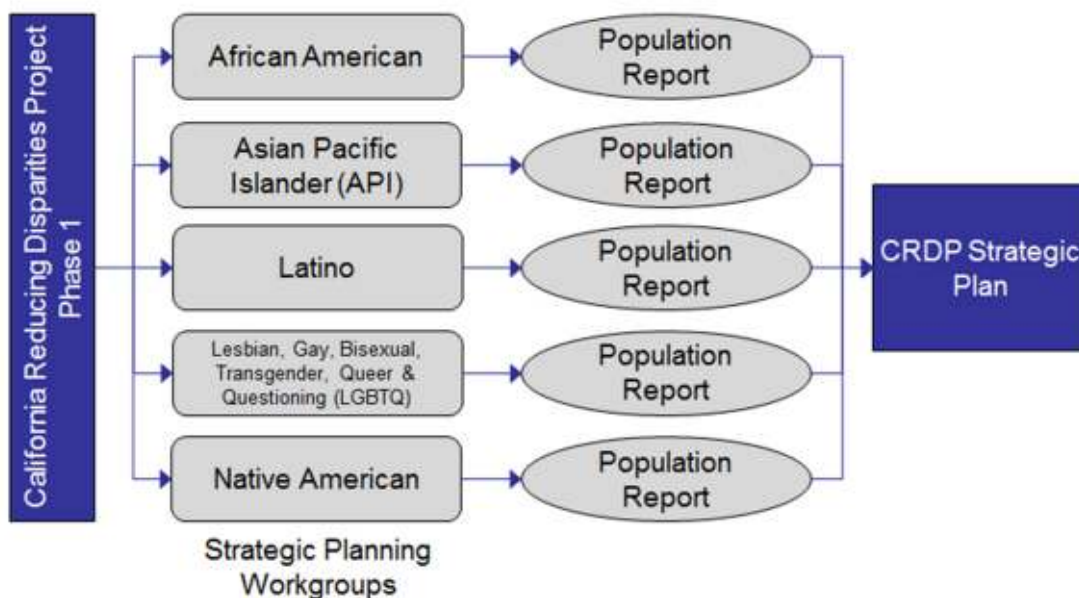 California Reducing Disparities Project
Phase 1
African American
Population
Report
Asian Pacific
Islander (API)
Population
Report
Latino
Population
Report
Lesbian, Gay, Bisexual,
Transgender, Queer &
Questioning (LGBTQ)
Population
Report
Native American
Population
Report
CRDP Strategic
Plan
Strategic Planning
Workgroups